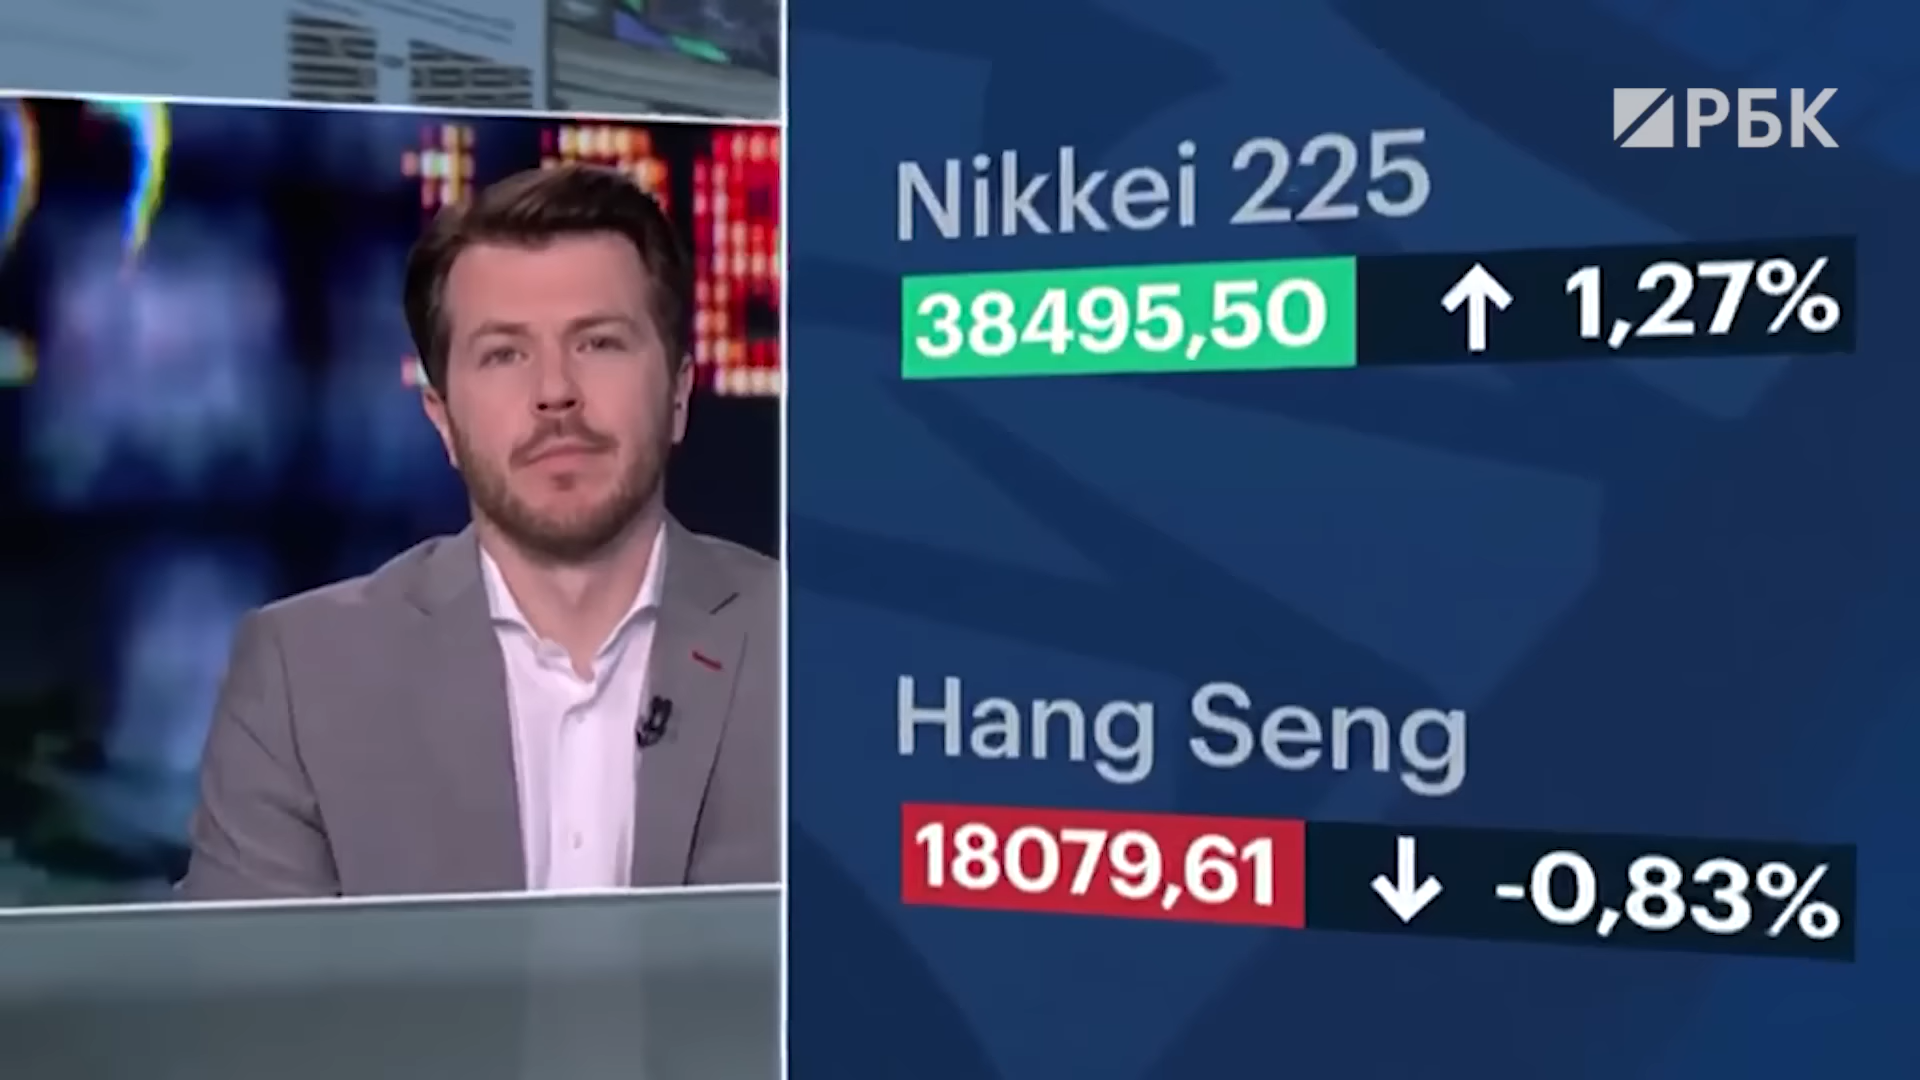 РБК
Nikkei 225
38495,50 ↑ 1,27%
Hang Seng
18079,61 ↓ -0,83%